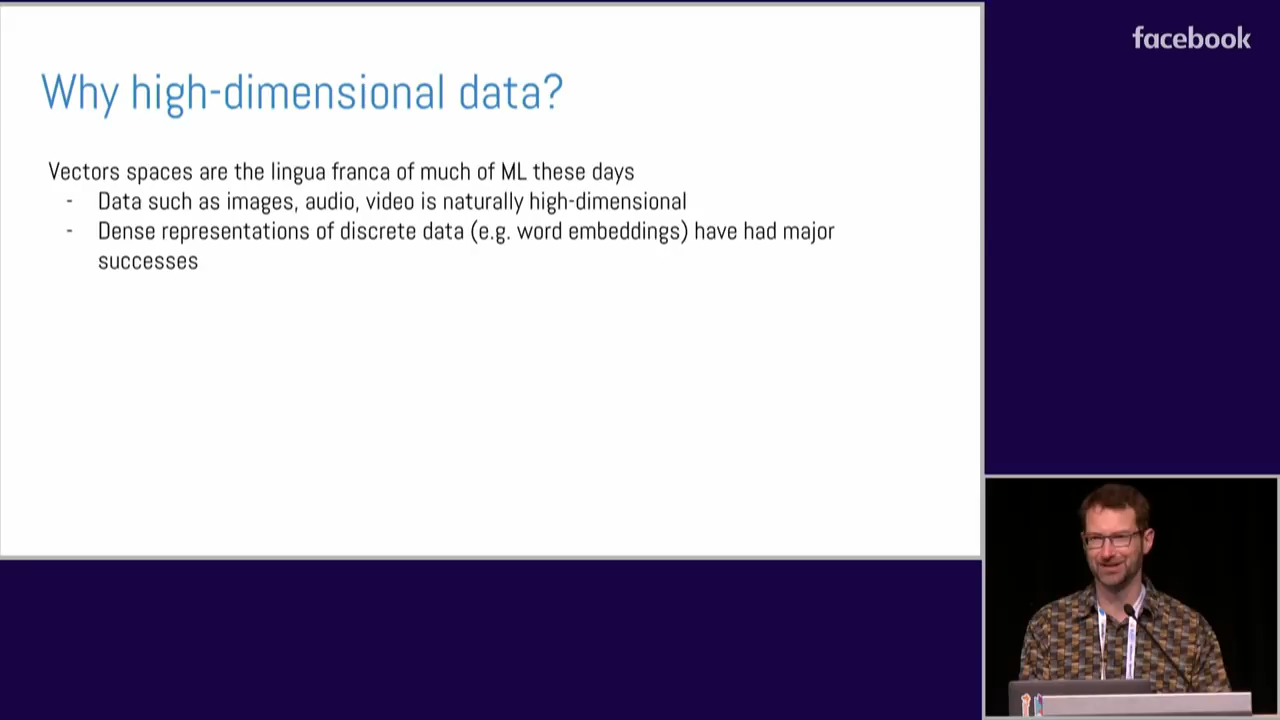 facebook
Why high-dimensional data?
Vectors spaces are the lingua franca of much of ML these days
- Data such as images, audio, video is naturally high-dimensional
- Dense representations of discrete data (e.g. word embeddings) have had major
successes